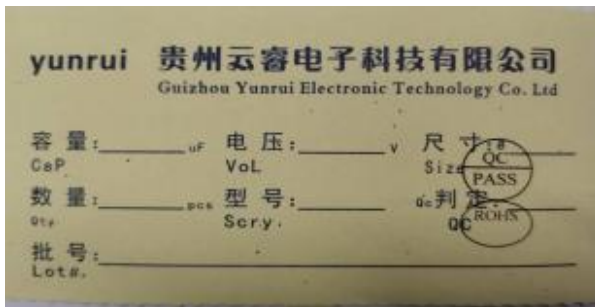 yunrui 贵州云睿电子科技有限公司
Guizhou Yunrui Electronic Technology Co. Ltd
容量: uF 电压: V 尺寸:
CaP VoL Size
QC
PASS
数量: pcs 型号: Qc判定:
Qty Scry. QC
ROHS
批号:
Lot#.